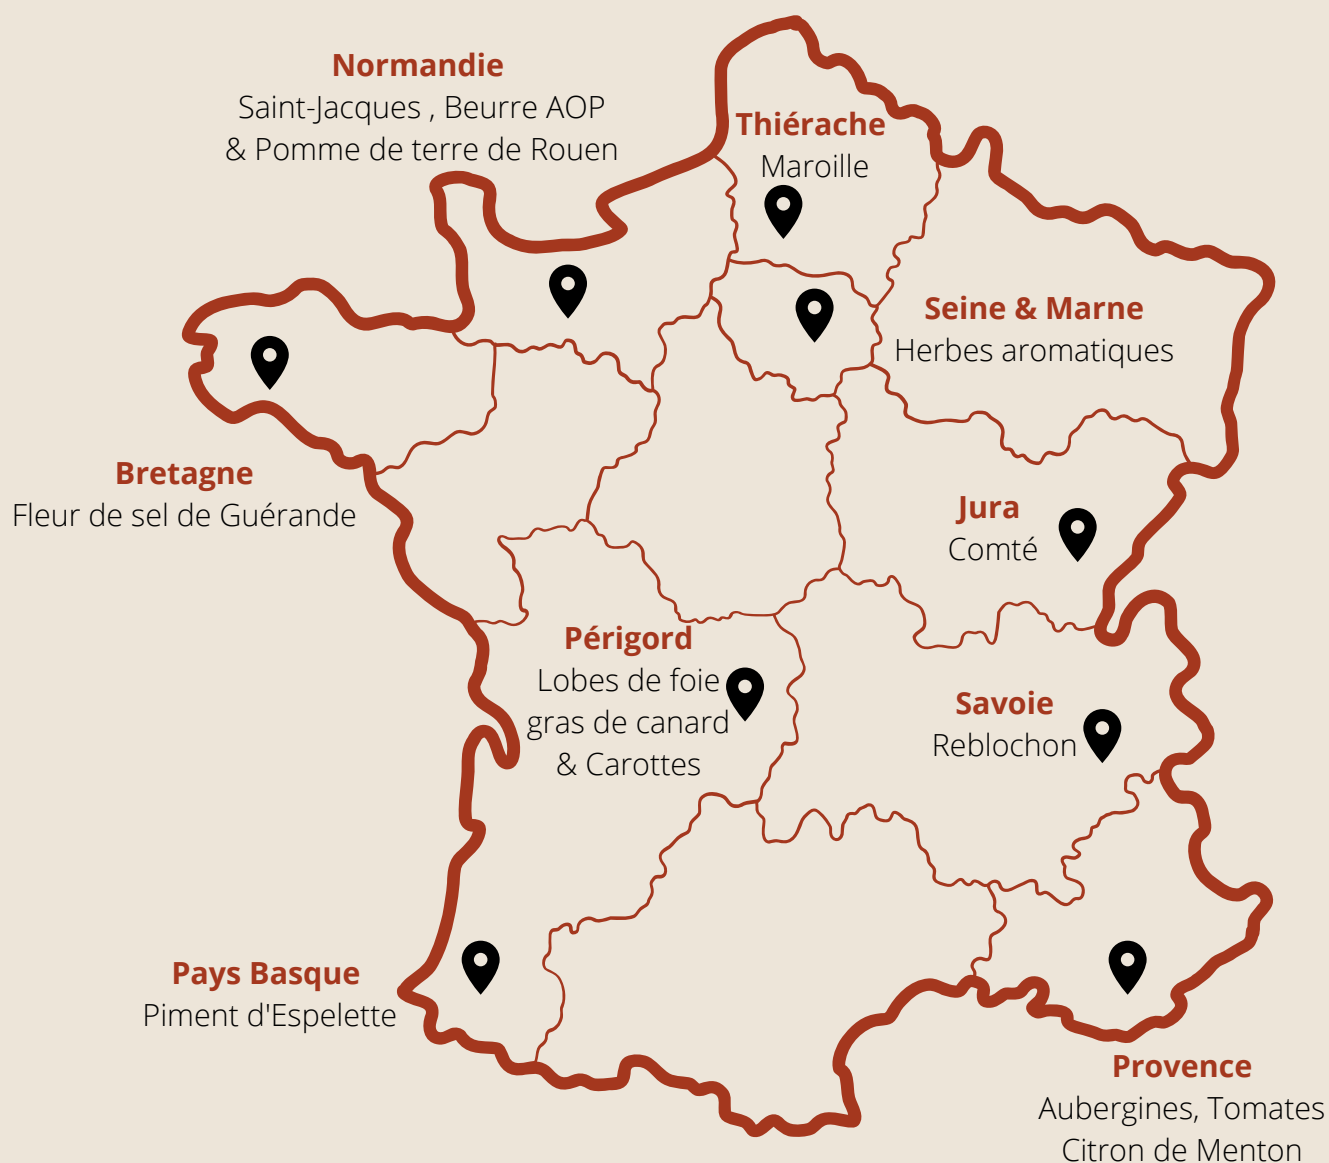 Normandie
Saint-Jacques , Beurre AOP
& Pomme de terre de Rouen
Thiérache
Maroille
Seine & Marne
Herbes aromatiques
Bretagne
Fleur de sel de Guérande
Jura
Comté
Périgord
Lobes de foie
gras de canard
& Carottes
Savoie
Reblochon
Pays Basque
Piment d'Espelette
Provence
Aubergines, Tomates
Citron de Menton